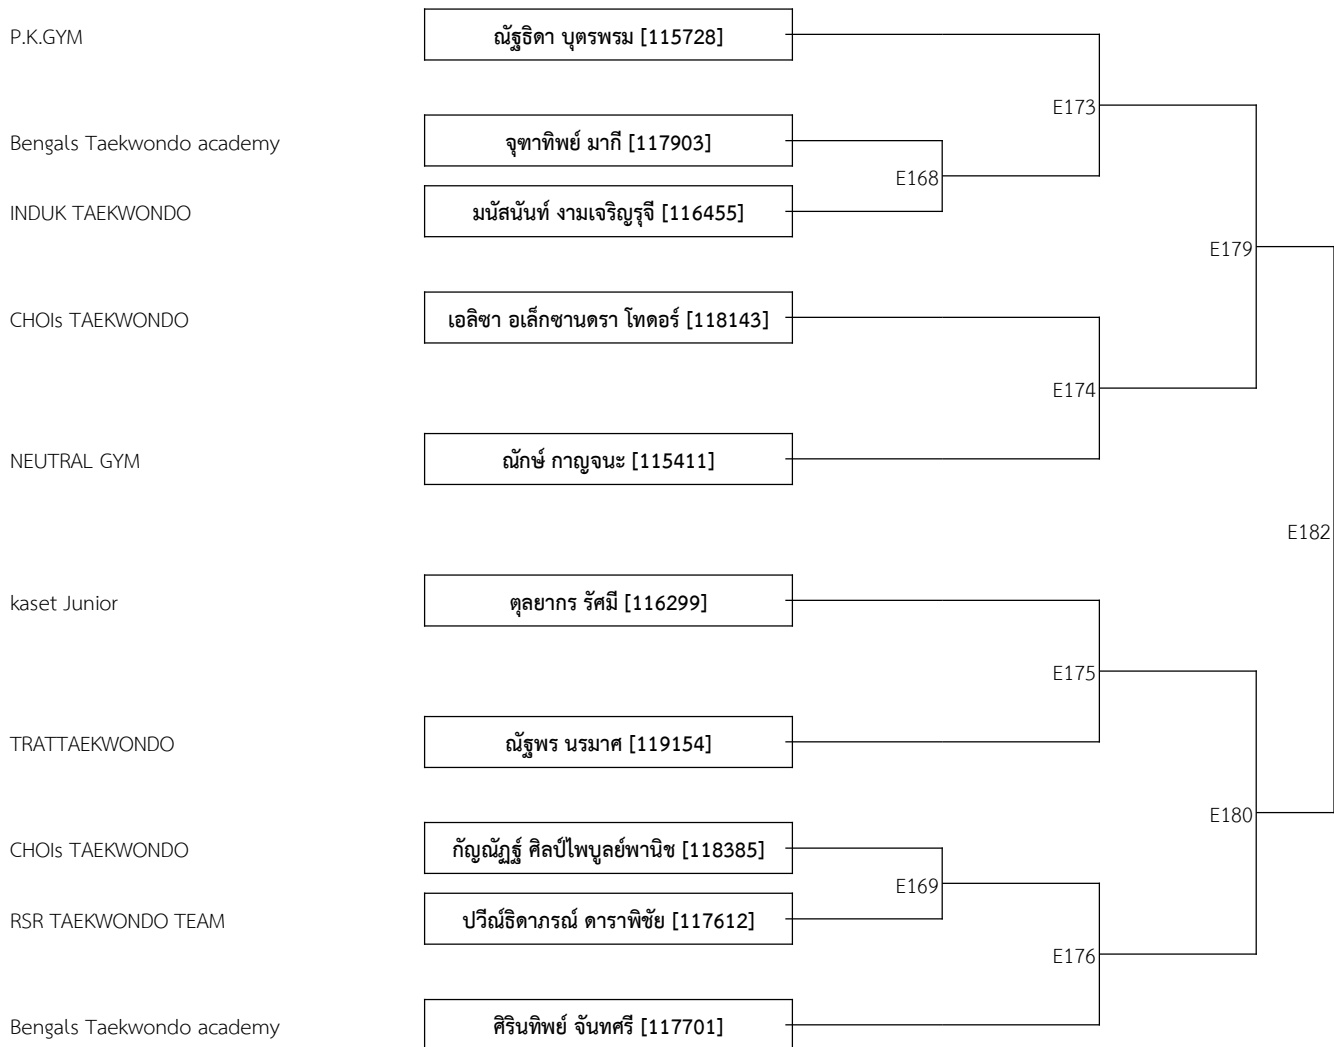 P.K.GYM
ณัฐธิดา บุตรพรม [115728]
E173
Bengals Taekwondo academy
จุฑาทิพย์ มากี [117903]
E168
INDUK TAEKWONDO
มนัสนันท์ งามเจริญรุจี [116455]
E179
CHOIs TAEKWONDO
เอลิซา อเล็กซานดรา โทดอร์ [118143]
E174
NEUTRAL GYM
ณักษ์ กาญจนะ [115411]
E182
kaset Junior
ตุลยากร รัศมี [116299]
E175
TRATTAEKWONDO
ณัฐพร นรมาศ [119154]
E180
CHOIs TAEKWONDO
กัญณัฏฐ์ ศิลป์ไพบูลย์พานิช [118385]
E169
RSR TAEKWONDO TEAM
ปวีณ์ธิดาภรณ์ ดาราพิชัย [117612]
E176
Bengals Taekwondo academy
ศิรินทิพย์ จันทศรี [117701]